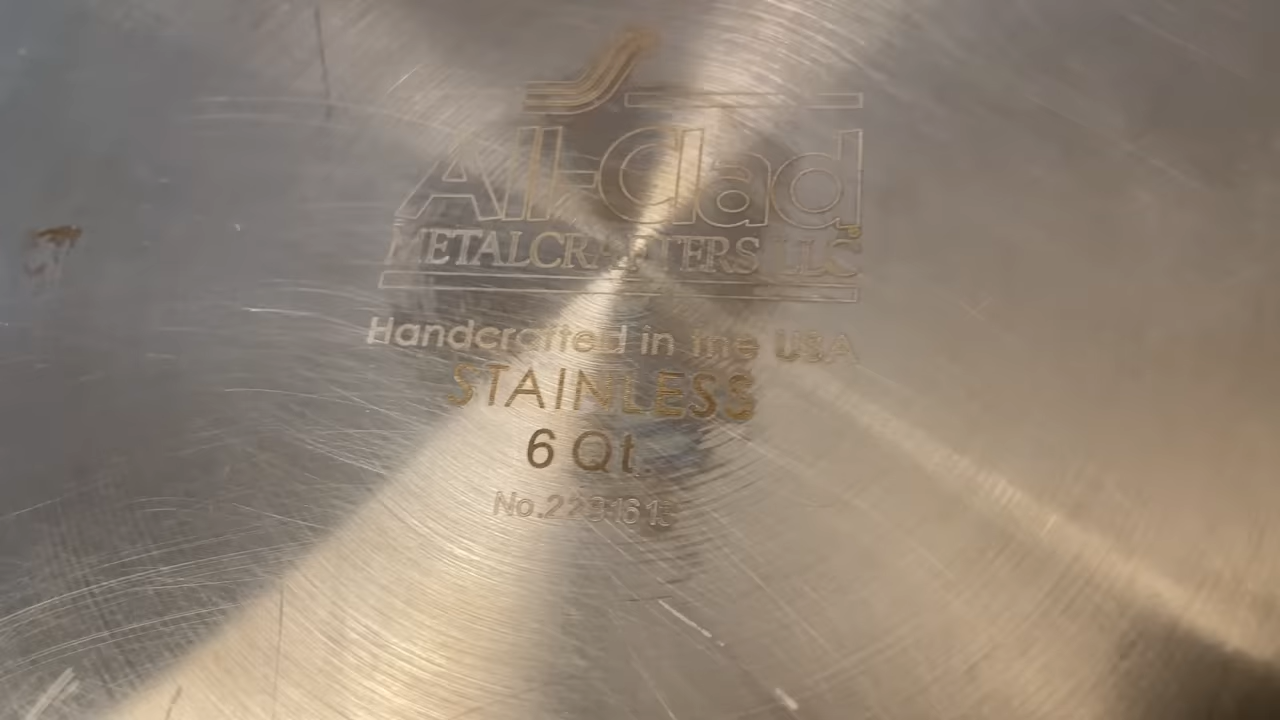 All-Clad
METALCRAFTERS LLC
Handcrafted in the USA
STAINLESS
6 Qt.